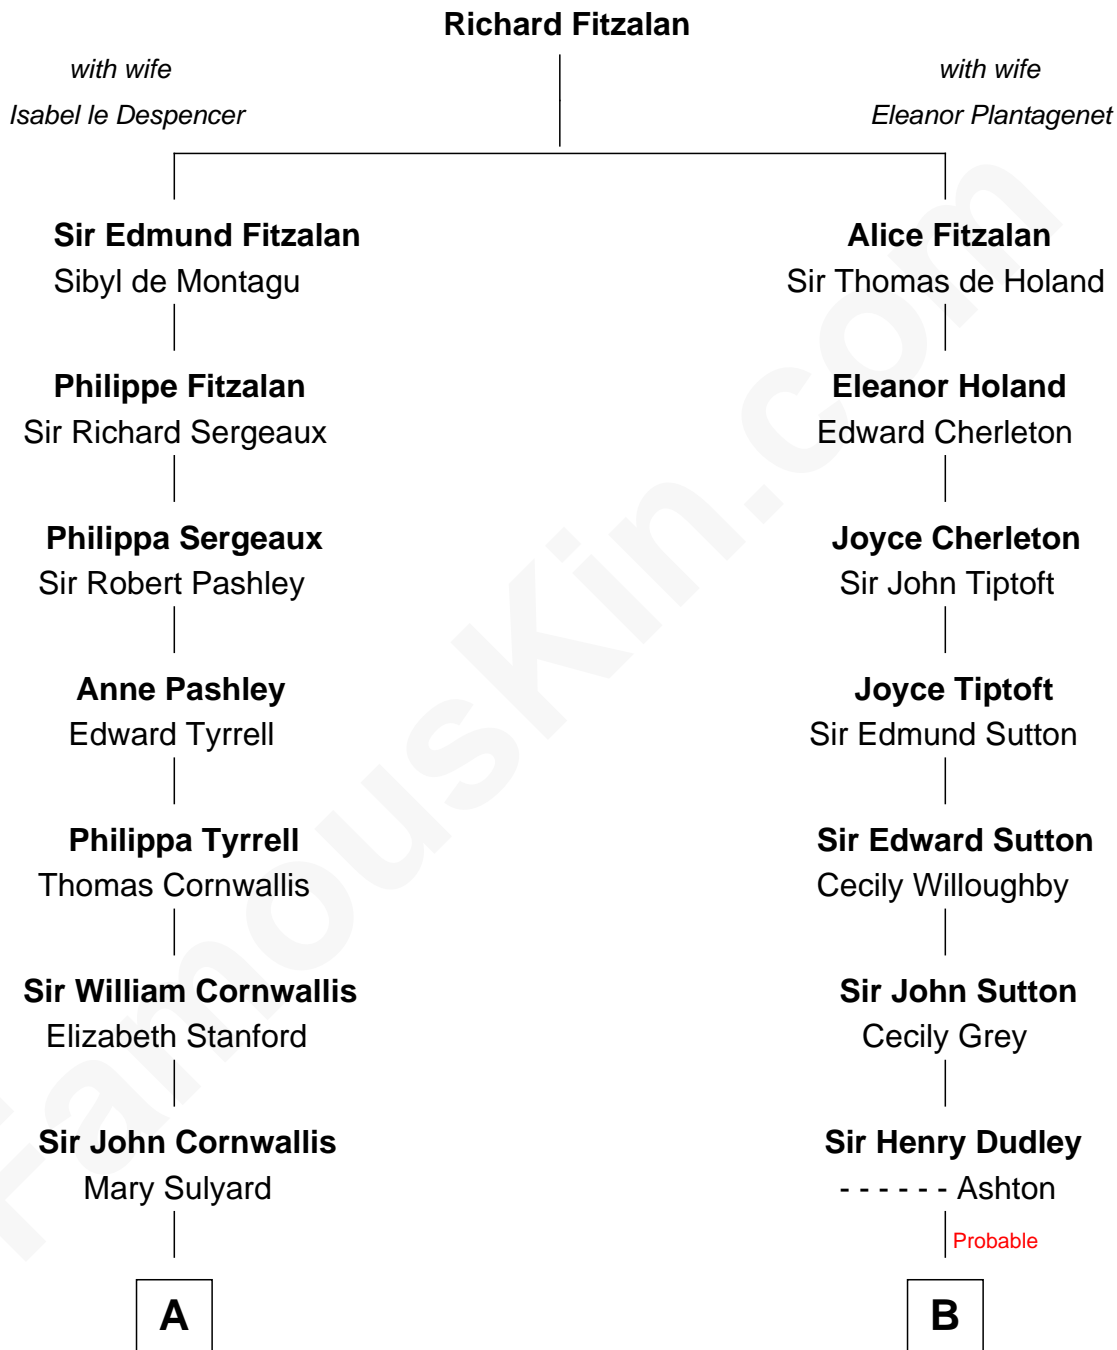 Richard Fitzalan
with wife
Isabel le Despencer
with wife
Eleanor Plantagenet
Sir Edmund Fitzalan
Sibyl de Montagu
Alice Fitzalan
Sir Thomas de Holand
Philippe Fitzalan
Sir Richard Sergeaux
Eleanor Holand
Edward Cherleton
Philippa Sergeaux
Sir Robert Pashley
Joyce Cherleton
Sir John Tiptoft
Anne Pashley
Edward Tyrrell
Joyce Tiptoft
Sir Edmund Sutton
Philippa Tyrrell
Thomas Cornwallis
Sir Edward Sutton
Cecily Willoughby
Sir William Cornwallis
Elizabeth Stanford
Sir John Sutton
Cecily Grey
Sir John Cornwallis
Mary Sulyard
Sir Henry Dudley
- - - - - - Ashton
Probable
A
B
FamousKin.com